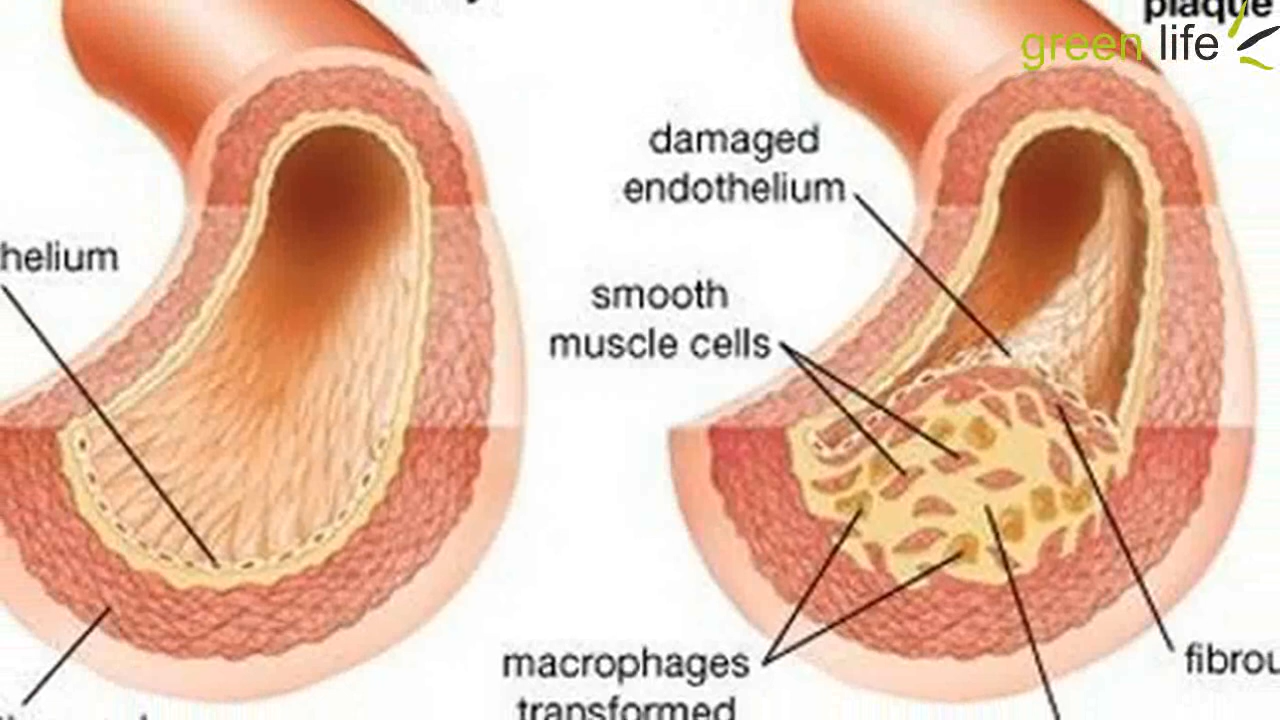 plaque
green life
damaged
endothelium
helium
smooth
muscle cells
macrophages
transformed
fibrou